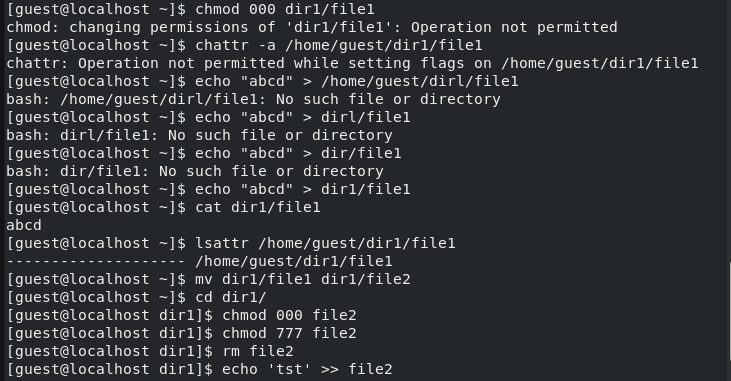 [guest@localhost ~]$ chmod 000 dir1/file1
chmod: changing permissions of 'dir1/file1': Operation not permitted
[guest@localhost ~]$ chattr -a /home/guest/dir1/file1
chattr: Operation not permitted while setting flags on /home/guest/dir1/file1
[guest@localhost ~]$ echo "abcd" > /home/guest/dirl/file1
bash: /home/guest/dirl/file1: No such file or directory
[guest@localhost ~]$ echo "abcd" > dirl/file1
bash: dirl/file1: No such file or directory
[guest@localhost ~]$ echo "abcd" > dir/file1
bash: dir/file1: No such file or directory
[guest@localhost ~]$ echo "abcd" > dir1/file1
[guest@localhost ~]$ cat dir1/file1
abcd
[guest@localhost ~]$ lsattr /home/guest/dir1/file1
-------------------- /home/guest/dir1/file1
[guest@localhost ~]$ mv dir1/file1 dir1/file2
[guest@localhost ~]$ cd dir1/
[guest@localhost dir1]$ chmod 000 file2
[guest@localhost dir1]$ chmod 777 file2
[guest@localhost dir1]$ rm file2
[guest@localhost dir1]$ echo 'tst' >> file2